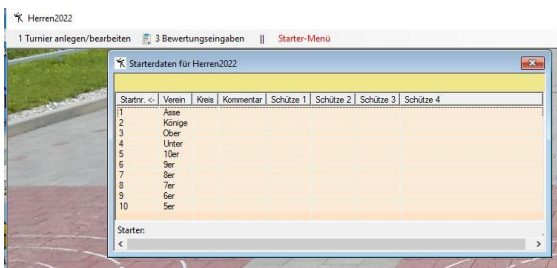 Herren2022
1 Turnier anlegen/bearbeiten 3 Bewertungseingaben || Starter-Menü
Starterdaten für Herren2022
Startnr. <- Verein Kreis Kommentar Schütze 1 Schütze 2 Schütze 3 Schütze 4
1 Asse
2 Könige
3 Ober
4 Unter
5 10er
6 9er
7 8er
8 7er
9 6er
10 5er
Starter: